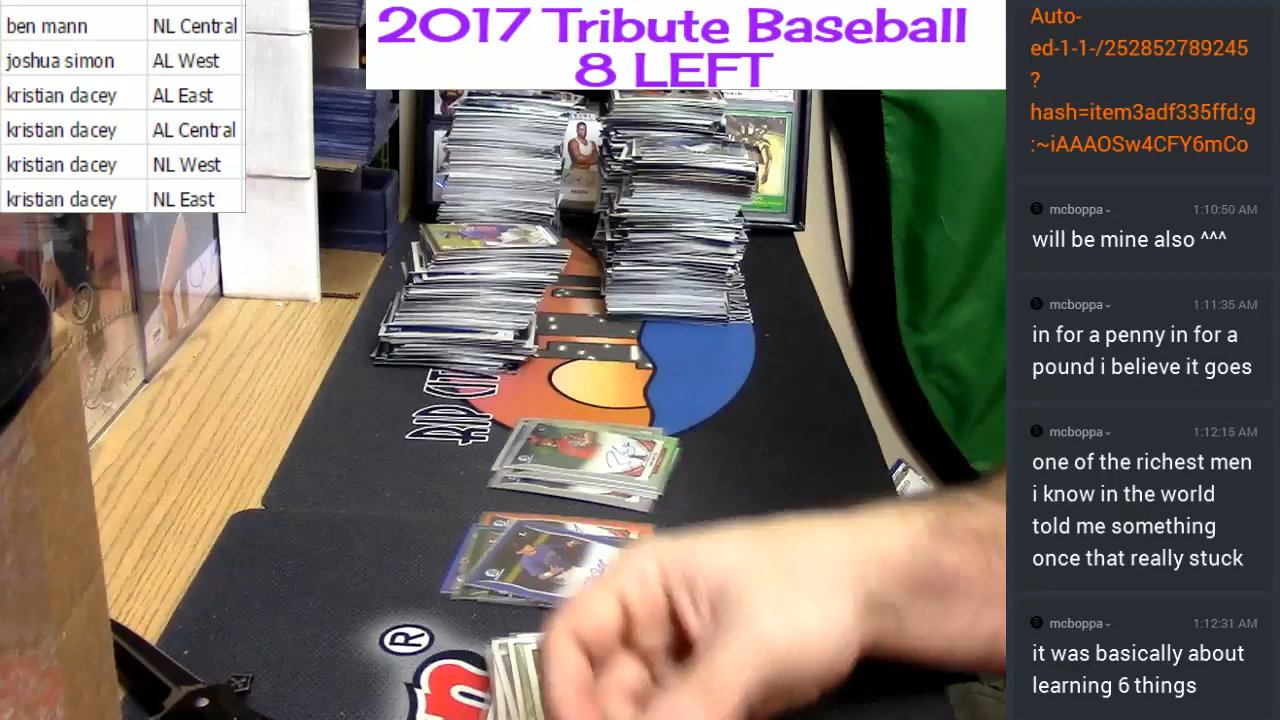 ben mann NL Central
joshua simon AL West
kristian dacey AL East
kristian dacey AL Central
kristian dacey NL West
kristian dacey NL East
2017 Tribute Baseball
8 LEFT
RIP CITY
®
Auto-
ed-1-1-/252852789245
?
hash=item3adf335ffd:g
:~iAAAOSw4CFY6mCo
mcboppa 1:10:50 AM
will be mine also ^^^
mcboppa 1:11:35 AM
in for a penny in for a
pound i believe it goes
mcboppa 1:12:15 AM
one of the richest men
i know in the world
told me something
once that really stuck
mcboppa 1:12:31 AM
it was basically about
learning 6 things